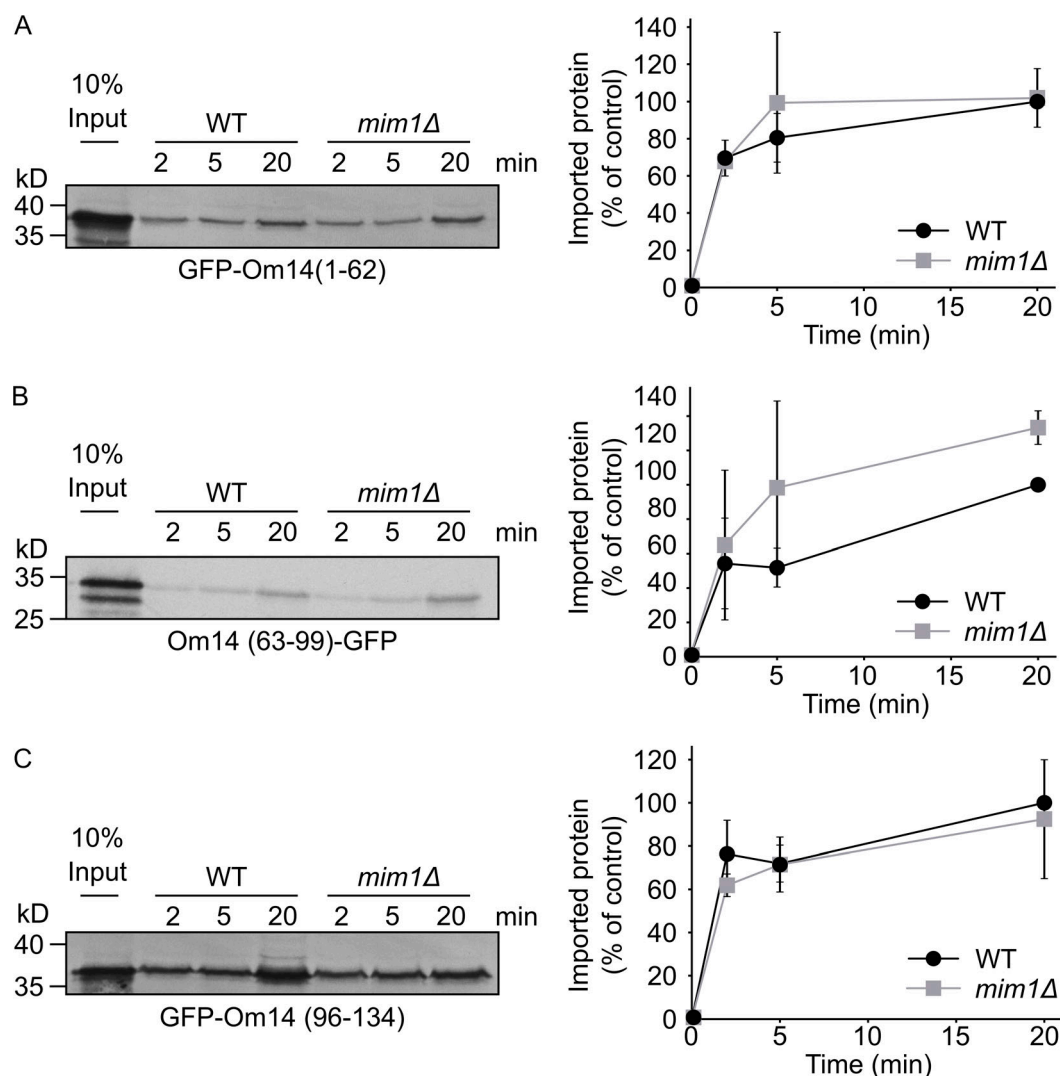 A
10%
Input
WT
mim1Δ
2 5 20 2 5 20 min
kD
40
35
GFP-Om14(1-62)
Imported protein
(% of control)
140
120
100
80
60
40
20
0
0 5 10 15 20
Time (min)
WT
mim1Δ
B
10%
Input
WT
mim1Δ
2 5 20 2 5 20 min
kD
35
25
Om14 (63-99)-GFP
Imported protein
(% of control)
140
120
100
80
60
40
20
0
0 5 10 15 20
Time (min)
WT
mim1Δ
C
10%
Input
WT
mim1Δ
2 5 20 2 5 20 min
kD
40
35
GFP-Om14 (96-134)
Imported protein
(% of control)
120
100
80
60
40
20
0
0 5 10 15 20
Time (min)
WT
mim1Δ